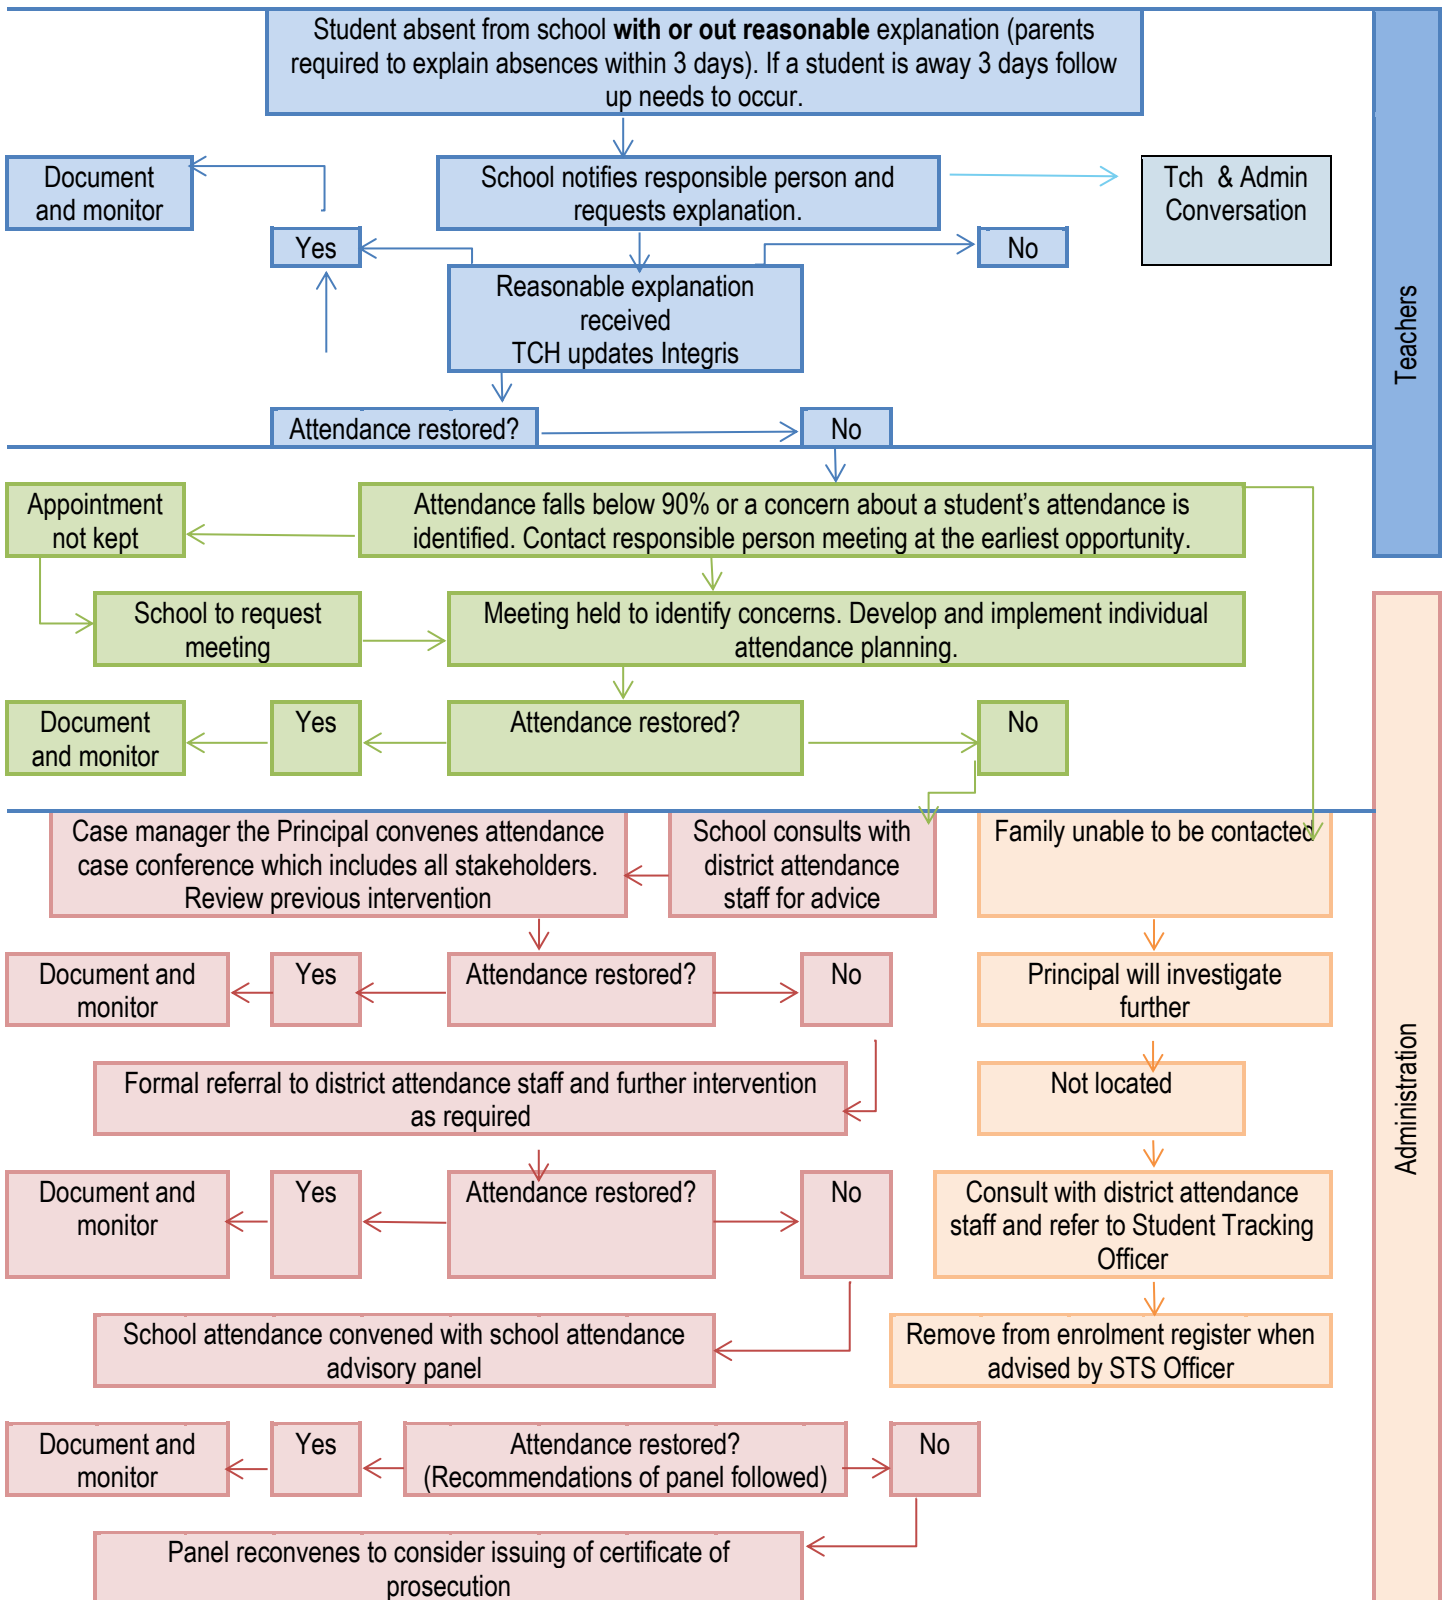 Student absent from school with or out reasonable explanation (parents
required to explain absences within 3 days). If a student is away 3 days follow
up needs to occur.
Document
and monitor
School notifies responsible person and
requests explanation.
Tch & Admin
Conversation
Yes
No
Reasonable explanation
received
TCH updates Integris
Attendance restored?
No
Teachers
Appointment
not kept
Attendance falls below 90% or a concern about a student’s attendance is
identified. Contact responsible person meeting at the earliest opportunity.
School to request
meeting
Meeting held to identify concerns. Develop and implement individual
attendance planning.
Document
and monitor
Yes
Attendance restored?
No
Case manager the Principal convenes attendance
case conference which includes all stakeholders.
Review previous intervention
School consults with
district attendance
staff for advice
Family unable to be contacted
Document and
monitor
Yes
Attendance restored?
No
Principal will investigate
further
Formal referral to district attendance staff and further intervention
as required
Not located
Administration
Document and
monitor
Yes
Attendance restored?
No
Consult with district attendance
staff and refer to Student Tracking
Officer
School attendance convened with school attendance
advisory panel
Remove from enrolment register when
advised by STS Officer
Document and
monitor
Yes
Attendance restored?
(Recommendations of panel followed)
No
Panel reconvenes to consider issuing of certificate of
prosecution